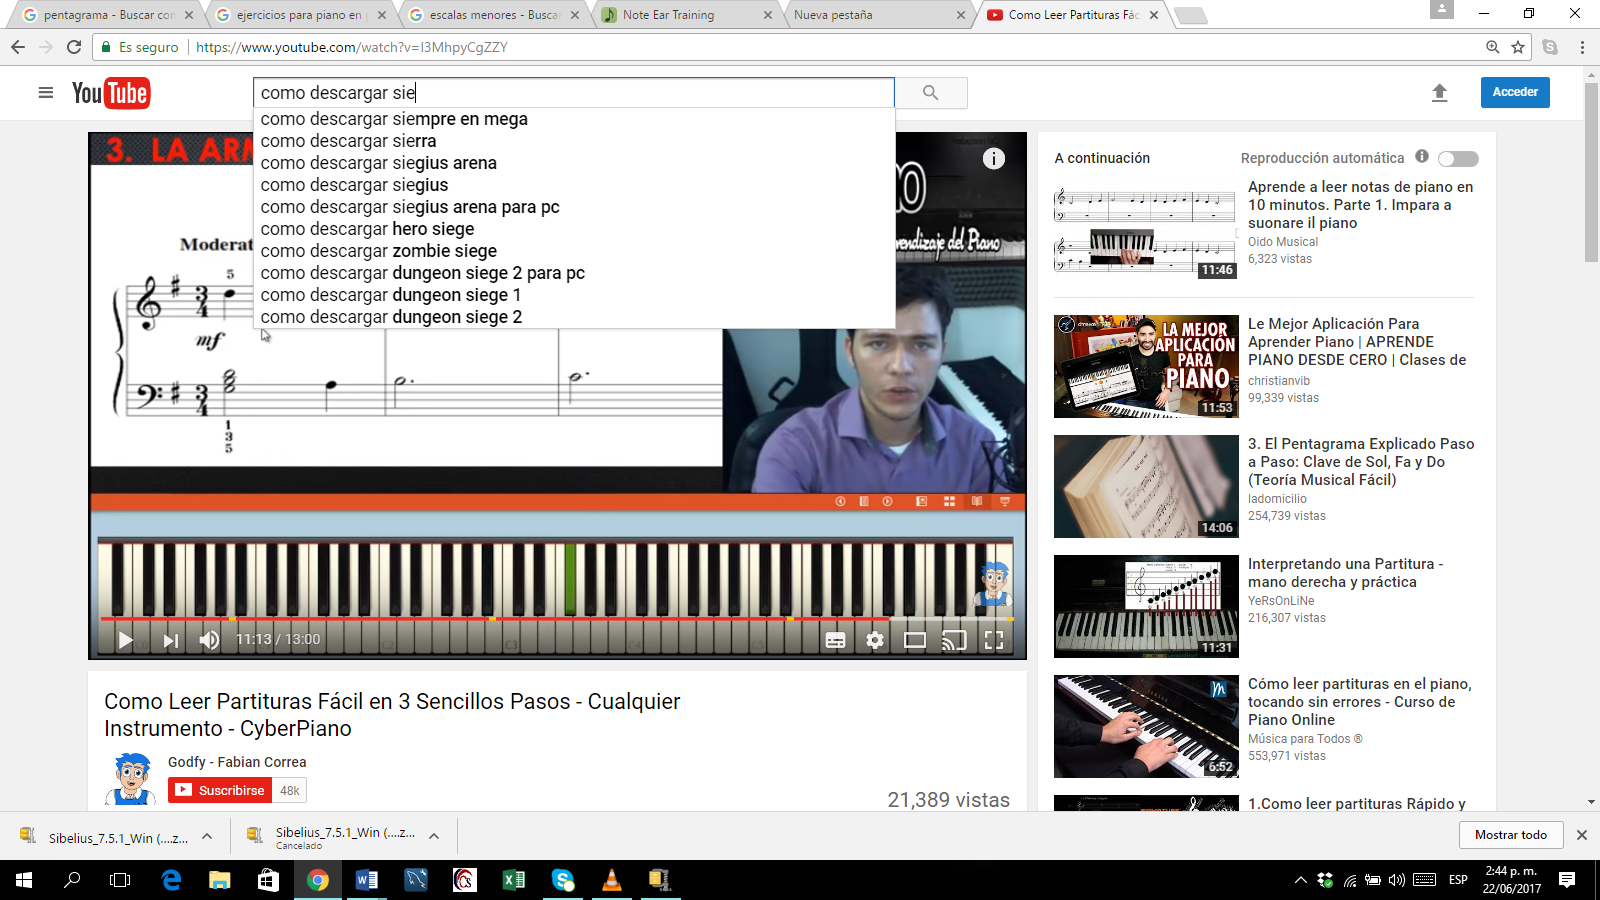 pentagrama - Buscar con
ejercicios para piano en p
escalas menores - Busca
Note Ear Training
Nueva pestaña
Como Leer Partituras Fác
Es seguro
https://www.youtube.com/watch?v=I3MhpyCgZZY
YouTube
como descargar sie
Acceder
como descargar siempre en mega
como descargar sierra
como descargar siegius arena
como descargar siegius
como descargar siegius arena para pc
como descargar hero siege
como descargar zombie siege
como descargar dungeon siege 2 para pc
como descargar dungeon siege 1
como descargar dungeon siege 2
3. LA ARM
Moderat
5
3
4
mf
3
4
1
3
5
rendizaje del Piano
C3
11:13 / 13:00
Como Leer Partituras Fácil en 3 Sencillos Pasos - Cualquier
Instrumento - CyberPiano
Godfy - Fabian Correa
Suscribirse
48k
21,389 vistas
A continuación
Reproducción automática
Aprende a leer notas de piano en
10 minutos. Parte 1. Impara a
suonare il piano
Oido Musical
6,323 vistas
11:46
LA MEJOR
APLICACIÓN
PARA
PIANO
11:53
Le Mejor Aplicación Para
Aprender Piano | APRENDE
PIANO DESDE CERO | Clases de
christianvib
99,339 vistas
14:06
3. El Pentagrama Explicado Paso
a Paso: Clave de Sol, Fa y Do
(Teoría Musical Fácil)
ladomicilio
254,739 vistas
11:31
Interpretando una Partitura -
mano derecha y práctica
YeRsOnLiNe
216,307 vistas
6:52
Cómo leer partituras en el piano,
tocando sin errores - Curso de
Piano Online
Música para Todos ®
553,971 vistas
1.Como leer partituras Rápido y
Sibelius_7.5.1_Win (....z...
Sibelius_7.5.1_Win (....z...
Cancelado
Mostrar todo
ESP
2:44 p. m.
22/06/2017